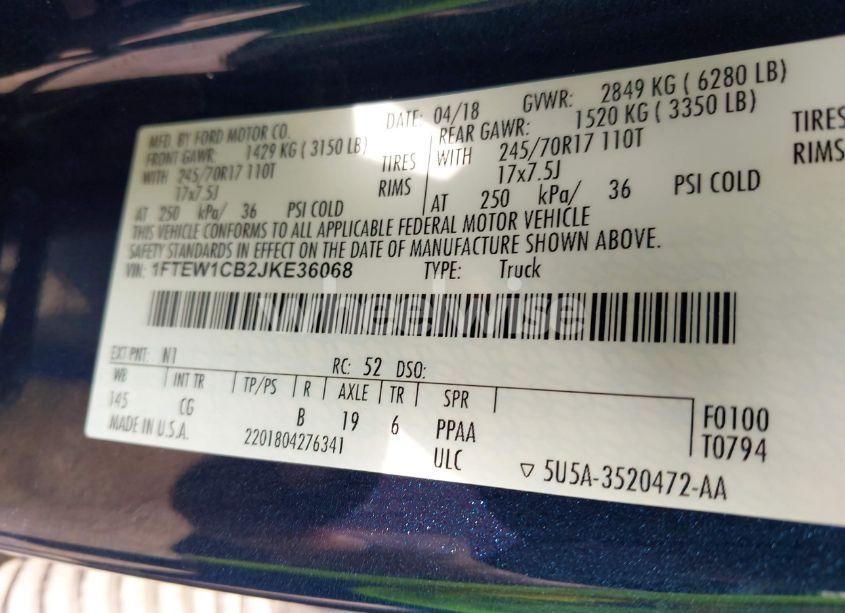 MFD. BY FORD MOTOR CO.
DATE: 04/18 GVWR: 2849 KG ( 6280 LB)
FRONT GAWR: 1429 KG ( 3150 LB) REAR GAWR: 1520 KG ( 3350 LB)
WITH 245/70R17 110T TIRES WITH 245/70R17 110T TIRES
17x7.5J RIMS 17x7.5J RIMS
AT 250 kPa/ 36 PSI COLD AT 250 kPa/ 36 PSI COLD
THIS VEHICLE CONFORMS TO ALL APPLICABLE FEDERAL MOTOR VEHICLE
SAFETY STANDARDS IN EFFECT ON THE DATE OF MANUFACTURE SHOWN ABOVE.
VIN: 1FTEW1CB2JKE36068 TYPE: Truck
wheelwise
EXT PNT: N1 RC: 52 DSO:
WB INT TR TP/PS R AXLE TR SPR
145 CG B 19 6 PPAA F0100
MADE IN U.S.A. 2201804276341 ULC T0794
▽ 5U5A-3520472-AA